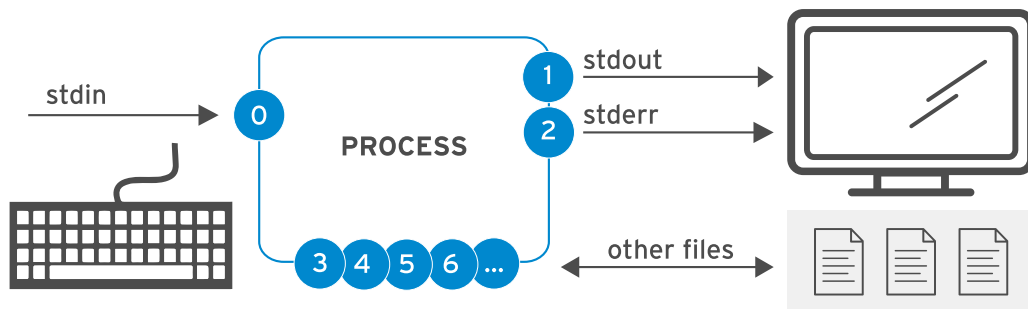 stdin
0
PROCESS
1
stdout
2
stderr
3 4 5 6 ...
other files